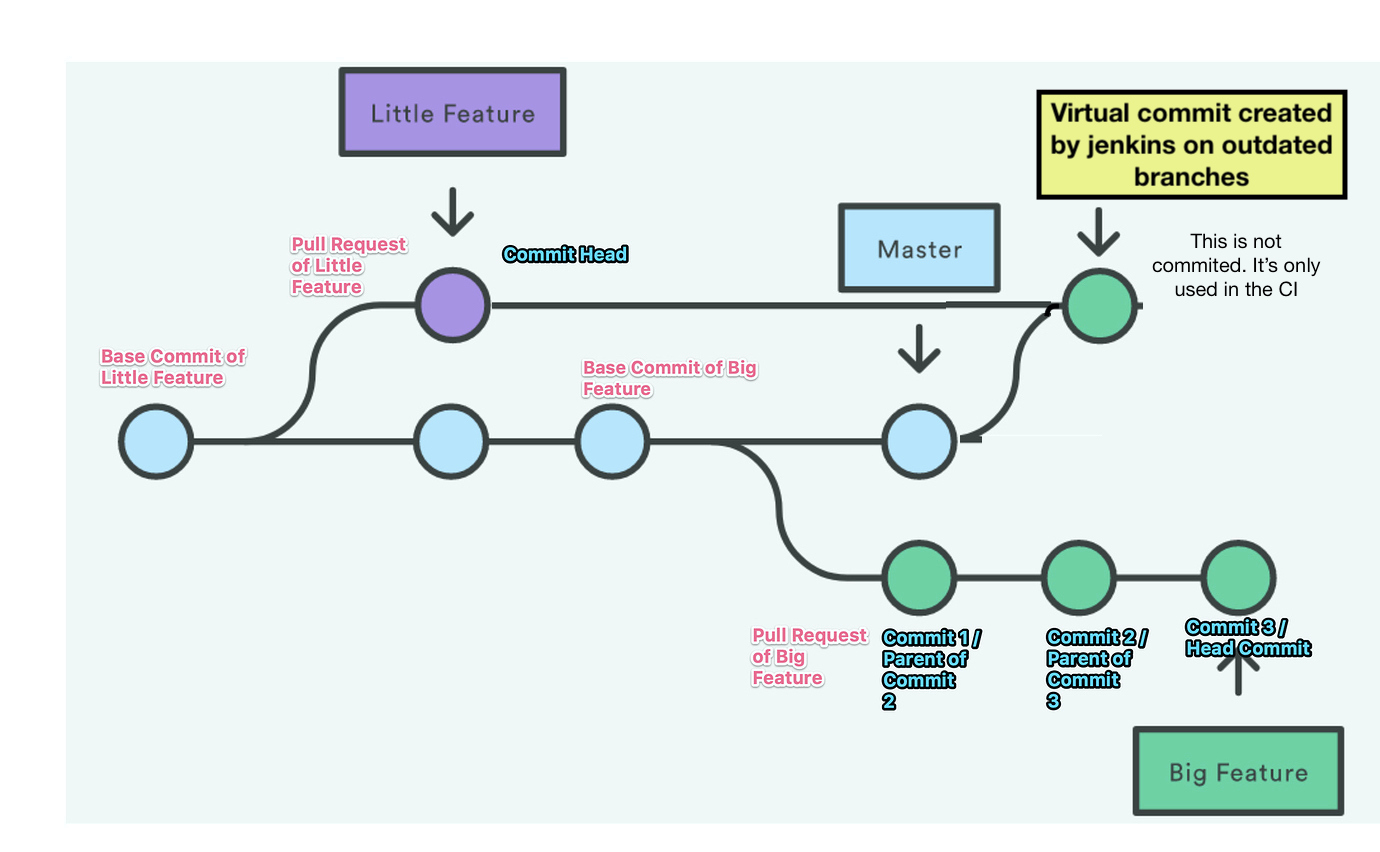 Little Feature
Virtual commit created
by jenkins on outdated
branches
Pull Request
of Little
Feature
Commit Head
Master
This is not
commited. It's only
used in the CI
Base Commit of
Little Feature
Base Commit of Big
Feature
Pull Request
of Big
Feature
Commit 1 /
Parent of
Commit
2
Commit 2 /
Parent of
Commit
3
Commit 3 /
Head Commit
Big Feature